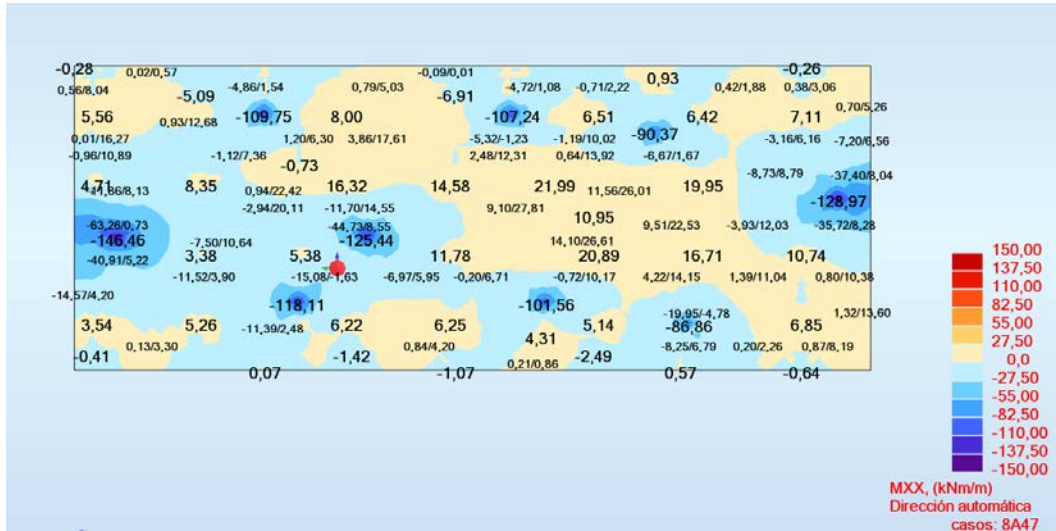 -0,28 0,02/0,57 -0,09/0,01 -0,26
-4,86/1,54 0,79/5,03 -4,72/1,08 -0,71/2,22 0,93 0,42/1,88 0,38/3,06
0,56/8,04 -5,09 -6,91
0,70/5,26
5,56 0,93/12,68 -109,75 8,00 -107,24 6,51 6,42 7,11
-90,37
0,01/16,27 1,20/6,30 3,86/17,61 -5,32/-1,23 -1,19/10,02 -3,16/6,16 -7,20/6,56
-0,96/10,89 -1,12/7,36 2,48/12,31 0,64/13,92 -6,67/1,67
-0,73
-8,73/8,79 -37,40/8,04
4,71 8,35 0,94/22,42 16,32 14,58 21,99 11,56/26,01 19,95
-128,97
-2,94/20,11 -11,70/14,55 9,10/27,81
10,95
-63,26/0,73 -44,73/8,55 9,51/22,53 -3,93/12,03 -35,72/8,28
-146,46 -7,50/10,64 -125,44 14,10/26,61
-40,91/5,22 3,38 5,38 11,78 20,89 16,71 10,74
-11,52/3,90 -15,08/-1,63 -6,97/5,95 -0,20/6,71 -0,72/10,17 4,22/14,15 1,39/11,04 0,80/10,38
-14,57/4,20
-118,11 -101,56
-19,95/-4,78 1,32/13,60
3,54 5,26 -11,39/2,48 6,22 6,25 5,14 -86,86 6,85
4,31
0,13/3,30 0,84/4,20 -8,25/6,79 0,20/2,26 0,87/8,19
-0,41 -1,42 0,21/0,86 -2,49
0,07 -1,07 0,57 -0,64
150,00
137,50
110,00
82,50
55,00
27,50
0,0
-27,50
-55,00
-82,50
-110,00
-137,50
-150,00
MXX, (kNm/m)
Dirección automática
casos: 8A47